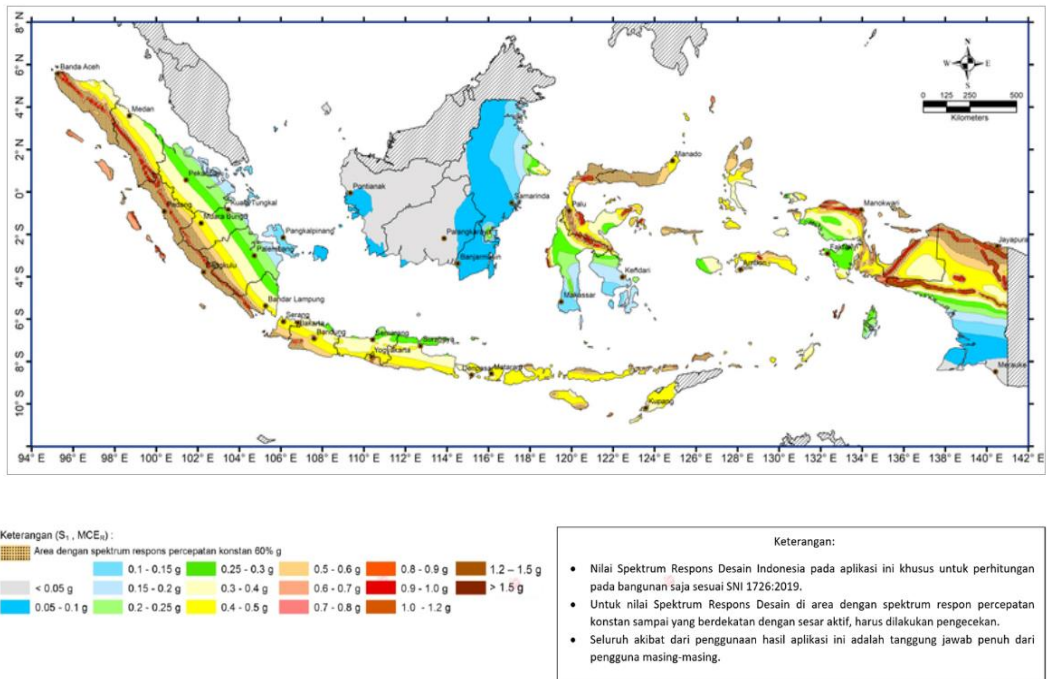 8° N
6° N
4° N
2° N
0°
2° S
4° S
6° S
8° S
10° S
N
W
E
S
0 125 250 500
Kilometers
Banda Aceh
Medan
Pekanbaru
Padang
Kuala Tungkal
Muara Bungo
Pangkalpinang
Palembang
Bengkulu
Bandar Lampung
Serang
Jakarta
Bandung
Semarang
Yogyakarta
Surabaya
Denpasar
Mataram
Kupang
Pontianak
Palangkaraya
Banjarmasin
Samarinda
Palu
Manado
Makassar
Kendari
Ambon
Fakfak
Manokwari
Jayapura
Merauke
94° E 96° E 98° E 100° E 102° E 104° E 106° E 108° E 110° E 112° E 114° E 116° E 118° E 120° E 122° E 124° E 126° E 128° E 130° E 132° E 134° E 136° E 138° E 140° E 142° E
Keterangan (S₁ , MCEᴿ) :
Area dengan spektrum respons percepatan konstan 60% g
0.1 - 0.15 g 0.25 - 0.3 g 0.5 - 0.6 g 0.8 - 0.9 g 1.2 – 1.5 g
< 0.05 g 0.15 - 0.2 g 0.3 - 0.4 g 0.6 - 0.7 g 0.9 - 1.0 g > 1.5 g
0.05 - 0.1 g 0.2 - 0.25 g 0.4 - 0.5 g 0.7 - 0.8 g 1.0 - 1.2 g
Keterangan:
• Nilai Spektrum Respons Desain Indonesia pada aplikasi ini khusus untuk perhitungan
pada bangunan saja sesuai SNI 1726:2019.
• Untuk nilai Spektrum Respons Desain di area dengan spektrum respon percepatan
konstan sampai yang berdekatan dengan sesar aktif, harus dilakukan pengecekan.
• Seluruh akibat dari penggunaan hasil aplikasi ini adalah tanggung jawab penuh dari
pengguna masing-masing.